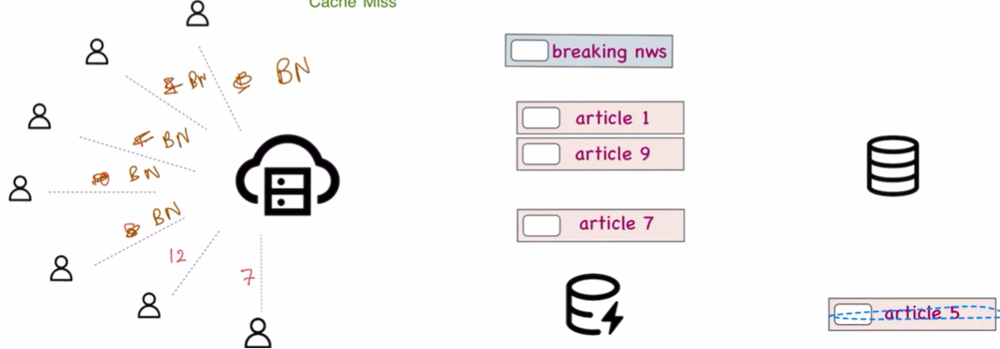 Cache Miss
breaking nws
BN
BN
article 1
BN
article 9
BN
BN
article 7
12
7
article 5